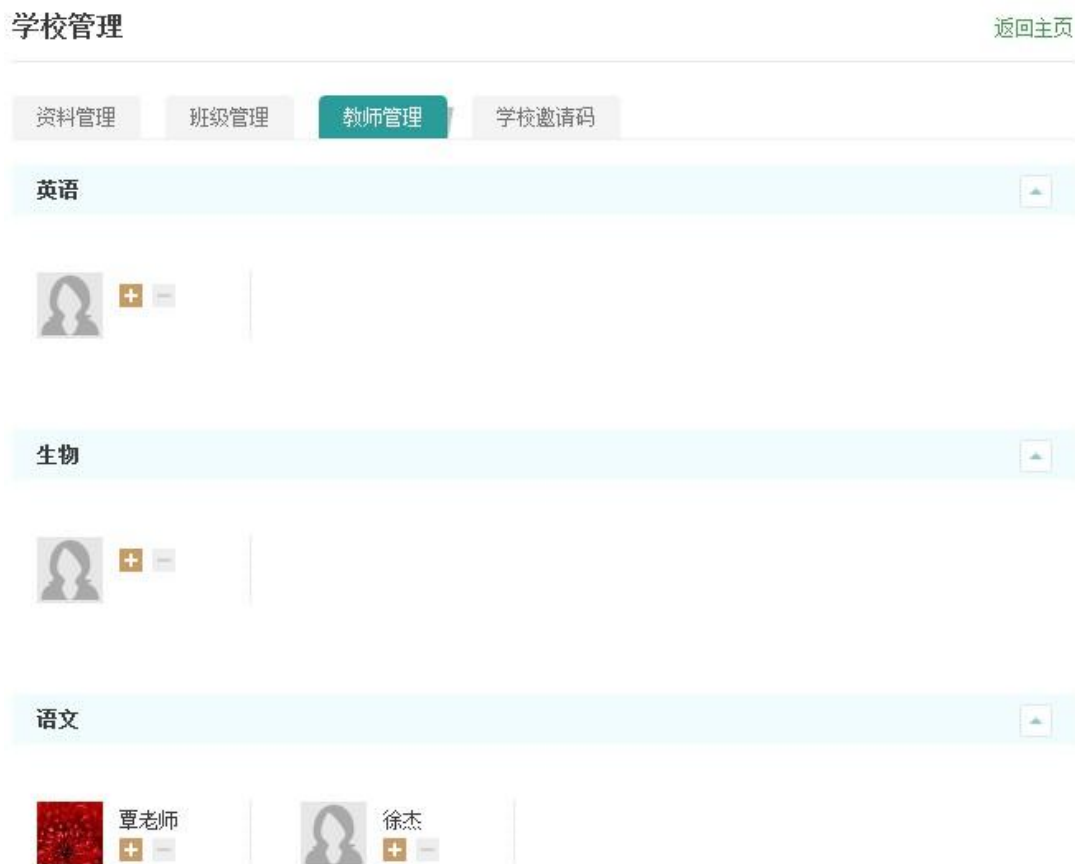 学校管理
返回主页
资料管理 班级管理 教师管理 学校邀请码
英语
生物
语文
覃老师 徐杰